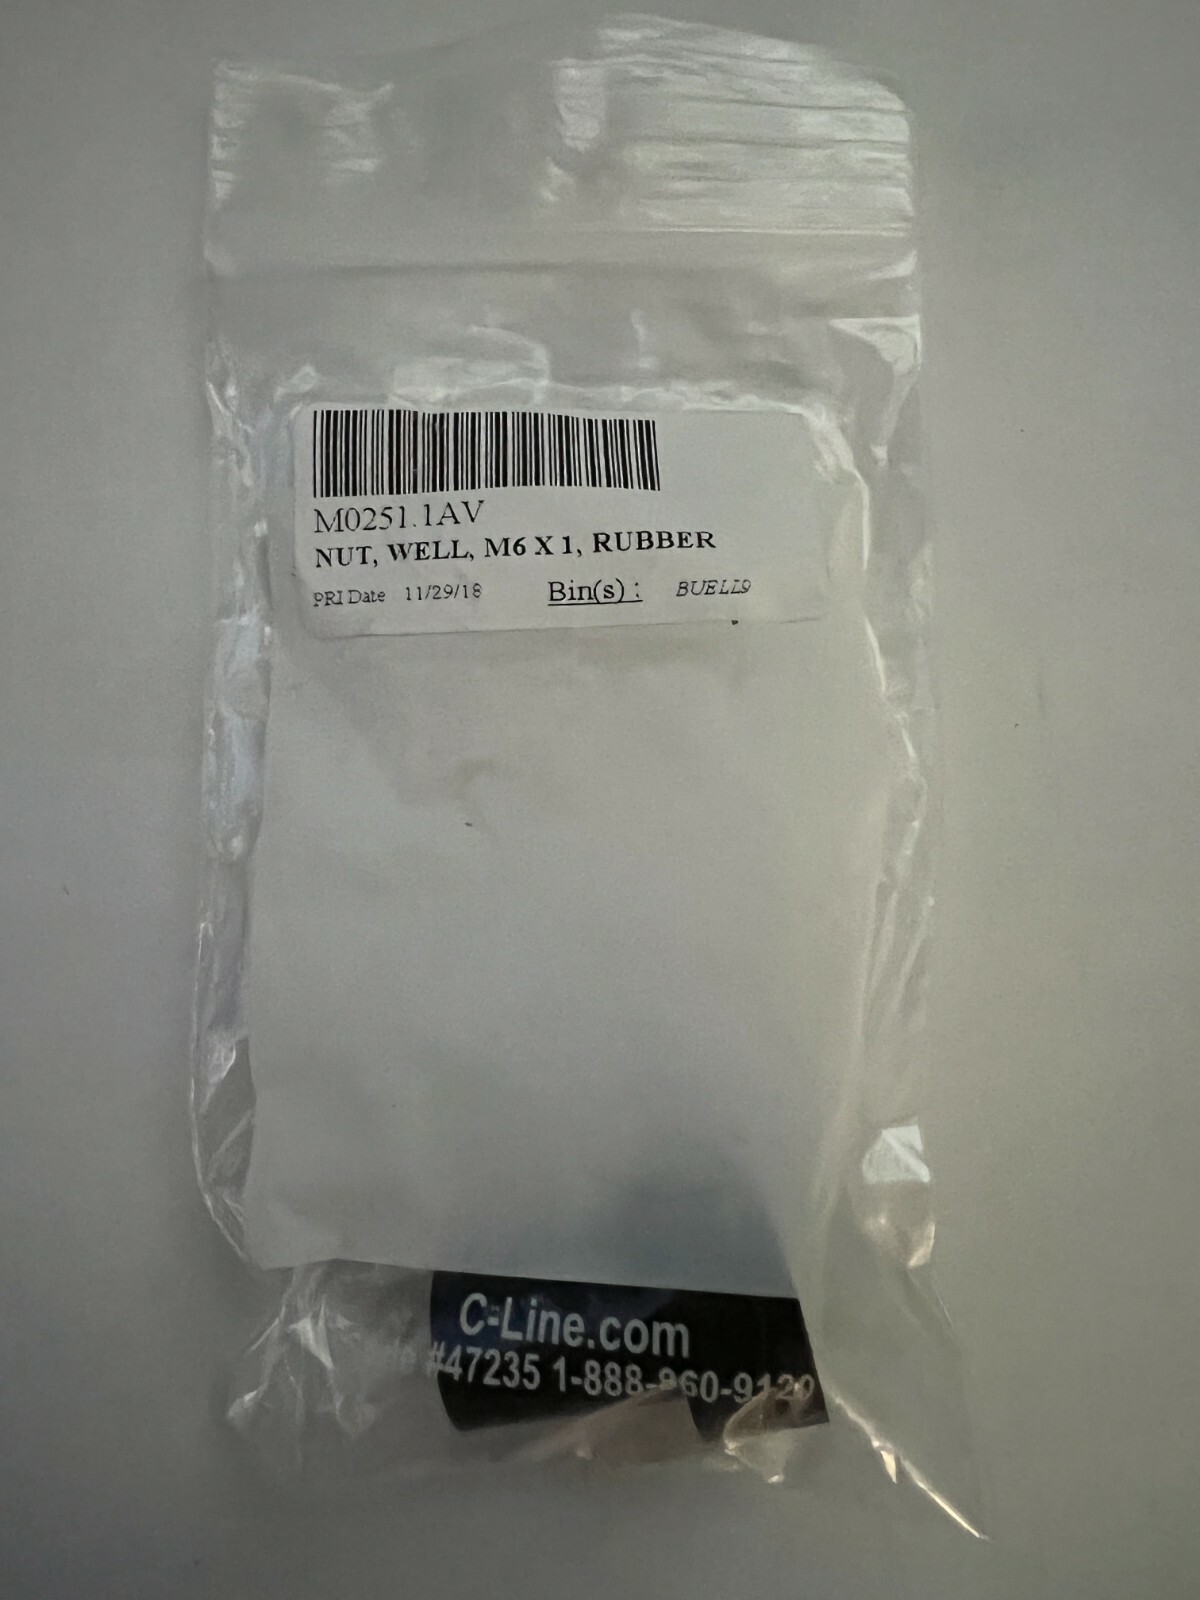 M0251.1AV
NUT, WELL, M6 X 1, RUBBER
PRI Date 11/29/18 Bin(s) : BUELL9
C-Line.com
#47235 1-888-860-9120